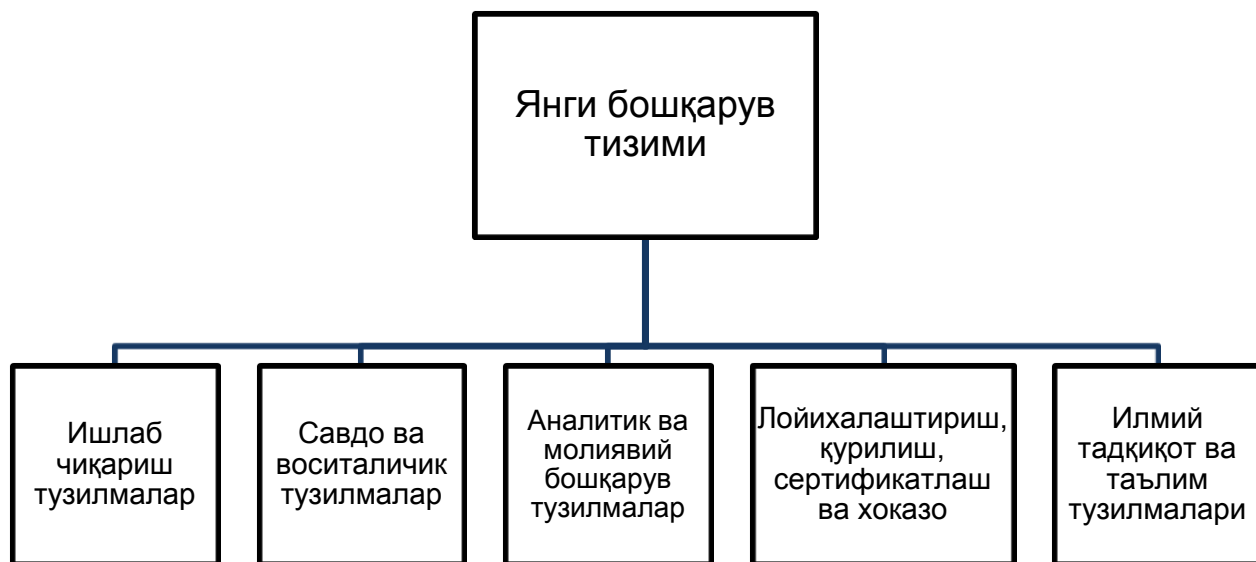 Янги бошқарув
тизими
Ишлаб
чиқариш
тузилмалар
Савдо ва
воситаличик
тузилмалар
Аналитик ва
молиявий
бошқарув
тузилмалар
Лойихалаштириш,
қурилиш,
сертификатлаш
ва хоказо
Илмий
тадқиқот ва
таълим
тузилмалари